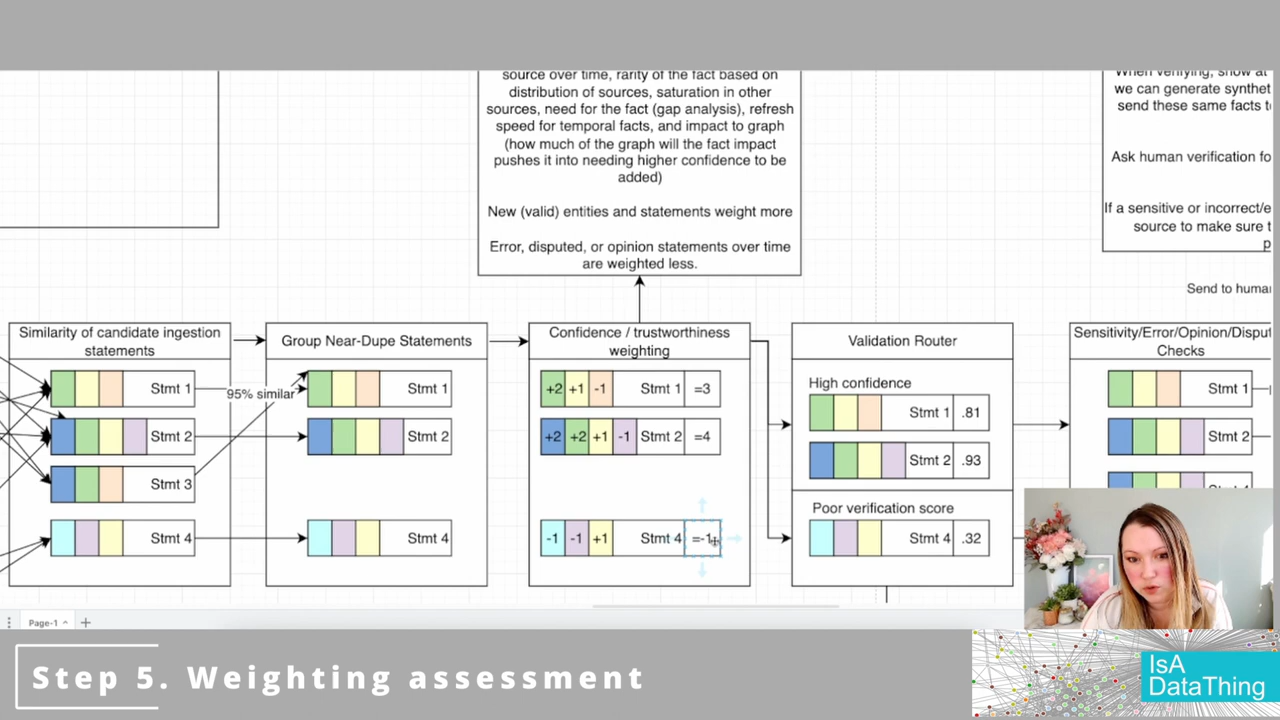 source over time, rarity of the fact based on
distribution of sources, saturation in other
sources, need for the fact (gap analysis), refresh
speed for temporal facts, and impact to graph
(how much of the graph will the fact impact
pushes it into needing higher confidence to be
added)
New (valid) entities and statements weight more
Error, disputed, or opinion statements over time
are weighted less.
When verifying, show at
we can generate synthet
send these same facts t
Ask human verification fo
If a sensitive or incorrect/e
source to make sure t
p
Send to huma
Similarity of candidate ingestion
statements
Stmt 1
Stmt 2
Stmt 3
Stmt 4
95% similar
Group Near-Dupe Statements
Stmt 1
Stmt 2
Stmt 4
Confidence / trustworthiness
weighting
+2 +1 -1 Stmt 1 =3
+2 +2 +1 -1 Stmt 2 =4
-1 -1 +1 Stmt 4 =-1
Validation Router
High confidence
Stmt 1 .81
Stmt 2 .93
Poor verification score
Stmt 4 .32
Sensitivity/Error/Opinion/Disput
Checks
Stmt 1
Stmt 2
Page-1
Step 5. Weighting assessment
IsA
DataThing